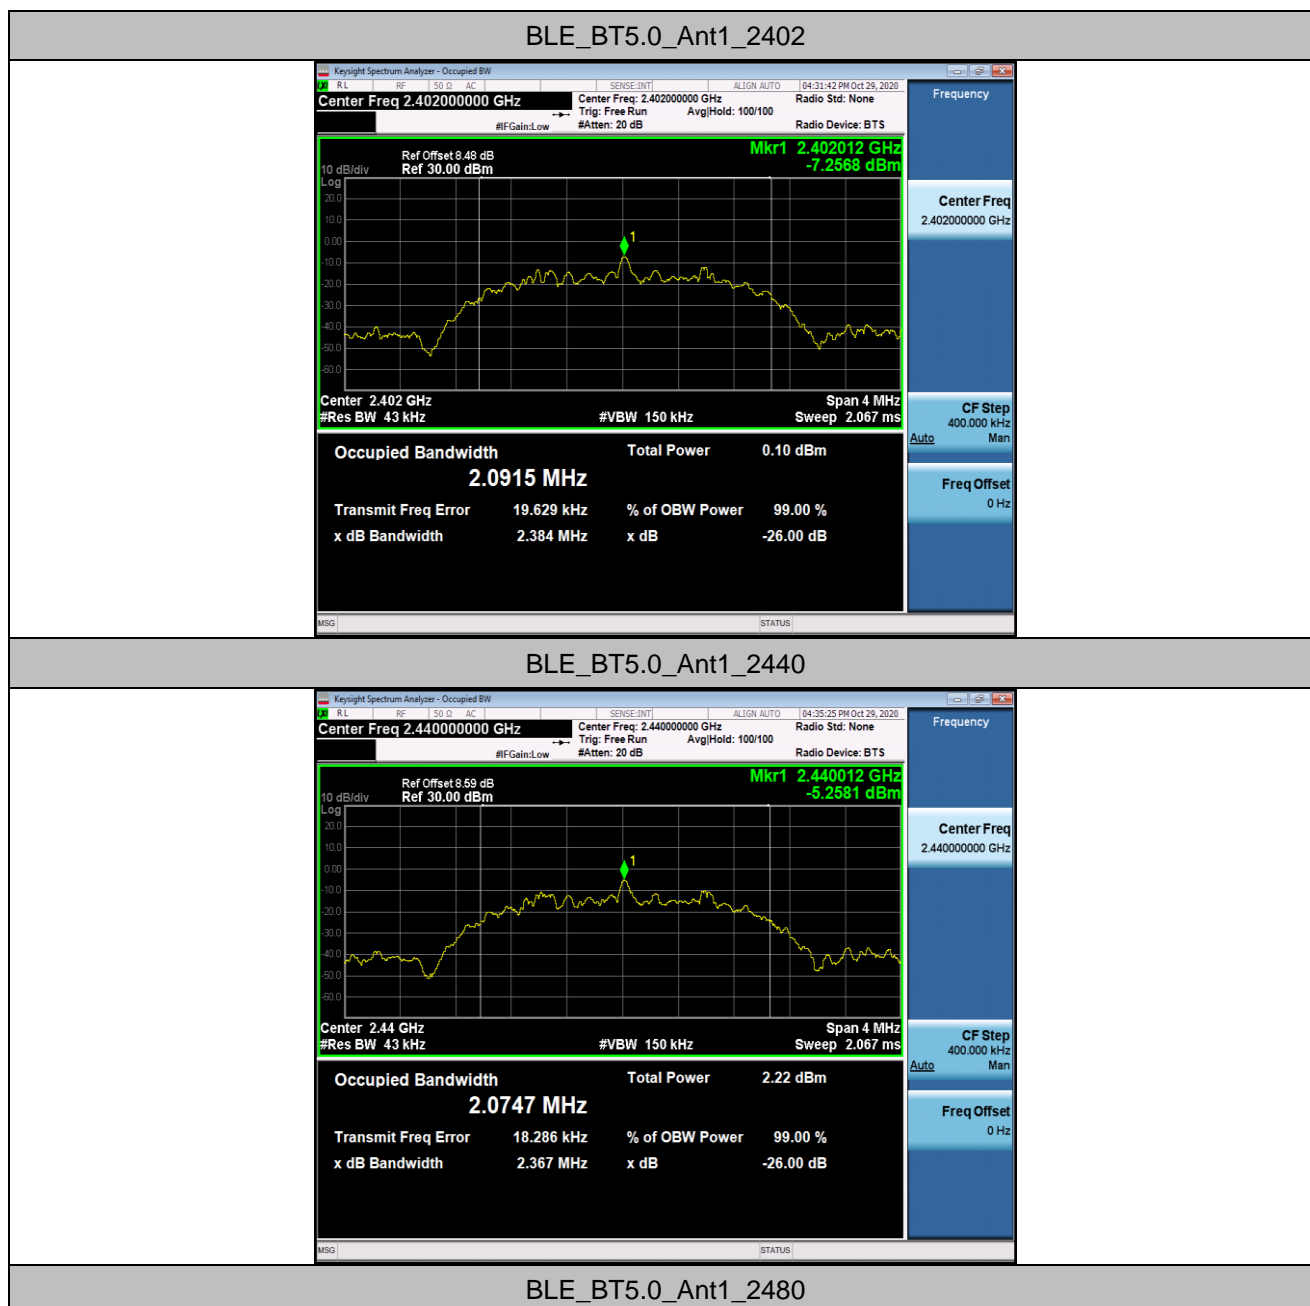 BLE_BT5.0_Ant1_2402
Keysight Spectrum Analyzer - Occupied BW
RL RF 50 Ω AC SENSE:INT ALIGN AUTO 04:31:42 PM Oct 29, 2020
Center Freq 2.402000000 GHz
Center Freq: 2.402000000 GHz
Radio Std: None
Trig: Free Run Avg|Hold: 100/100
#IFGain:Low #Atten: 20 dB Radio Device: BTS
Frequency
Ref Offset 8.48 dB
10 dB/div Ref 30.00 dBm
Mkr1 2.402012 GHz
-7.2568 dBm
Log
20.0
10.0
0.00
-10.0
-20.0
-30.0
-40.0
-50.0
-60.0
1
Center 2.402 GHz Span 4 MHz
#Res BW 43 kHz #VBW 150 kHz Sweep 2.067 ms
Center Freq
2.402000000 GHz
CF Step
400.000 kHz
Auto Man
Freq Offset
0 Hz
Occupied Bandwidth Total Power 0.10 dBm
2.0915 MHz
Transmit Freq Error 19.629 kHz % of OBW Power 99.00 %
x dB Bandwidth 2.384 MHz x dB -26.00 dB
MSG STATUS
BLE_BT5.0_Ant1_2440
Keysight Spectrum Analyzer - Occupied BW
RL RF 50 Ω AC SENSE:INT ALIGN AUTO 04:35:25 PM Oct 29, 2020
Center Freq 2.440000000 GHz
Center Freq: 2.440000000 GHz
Radio Std: None
Trig: Free Run Avg|Hold: 100/100
#IFGain:Low #Atten: 20 dB Radio Device: BTS
Frequency
Ref Offset 8.59 dB
10 dB/div Ref 30.00 dBm
Mkr1 2.440012 GHz
-5.2581 dBm
Log
20.0
10.0
0.00
-10.0
-20.0
-30.0
-40.0
-50.0
-60.0
1
Center 2.44 GHz Span 4 MHz
#Res BW 43 kHz #VBW 150 kHz Sweep 2.067 ms
Center Freq
2.440000000 GHz
CF Step
400.000 kHz
Auto Man
Freq Offset
0 Hz
Occupied Bandwidth Total Power 2.22 dBm
2.0747 MHz
Transmit Freq Error 18.286 kHz % of OBW Power 99.00 %
x dB Bandwidth 2.367 MHz x dB -26.00 dB
MSG STATUS
BLE_BT5.0_Ant1_2480